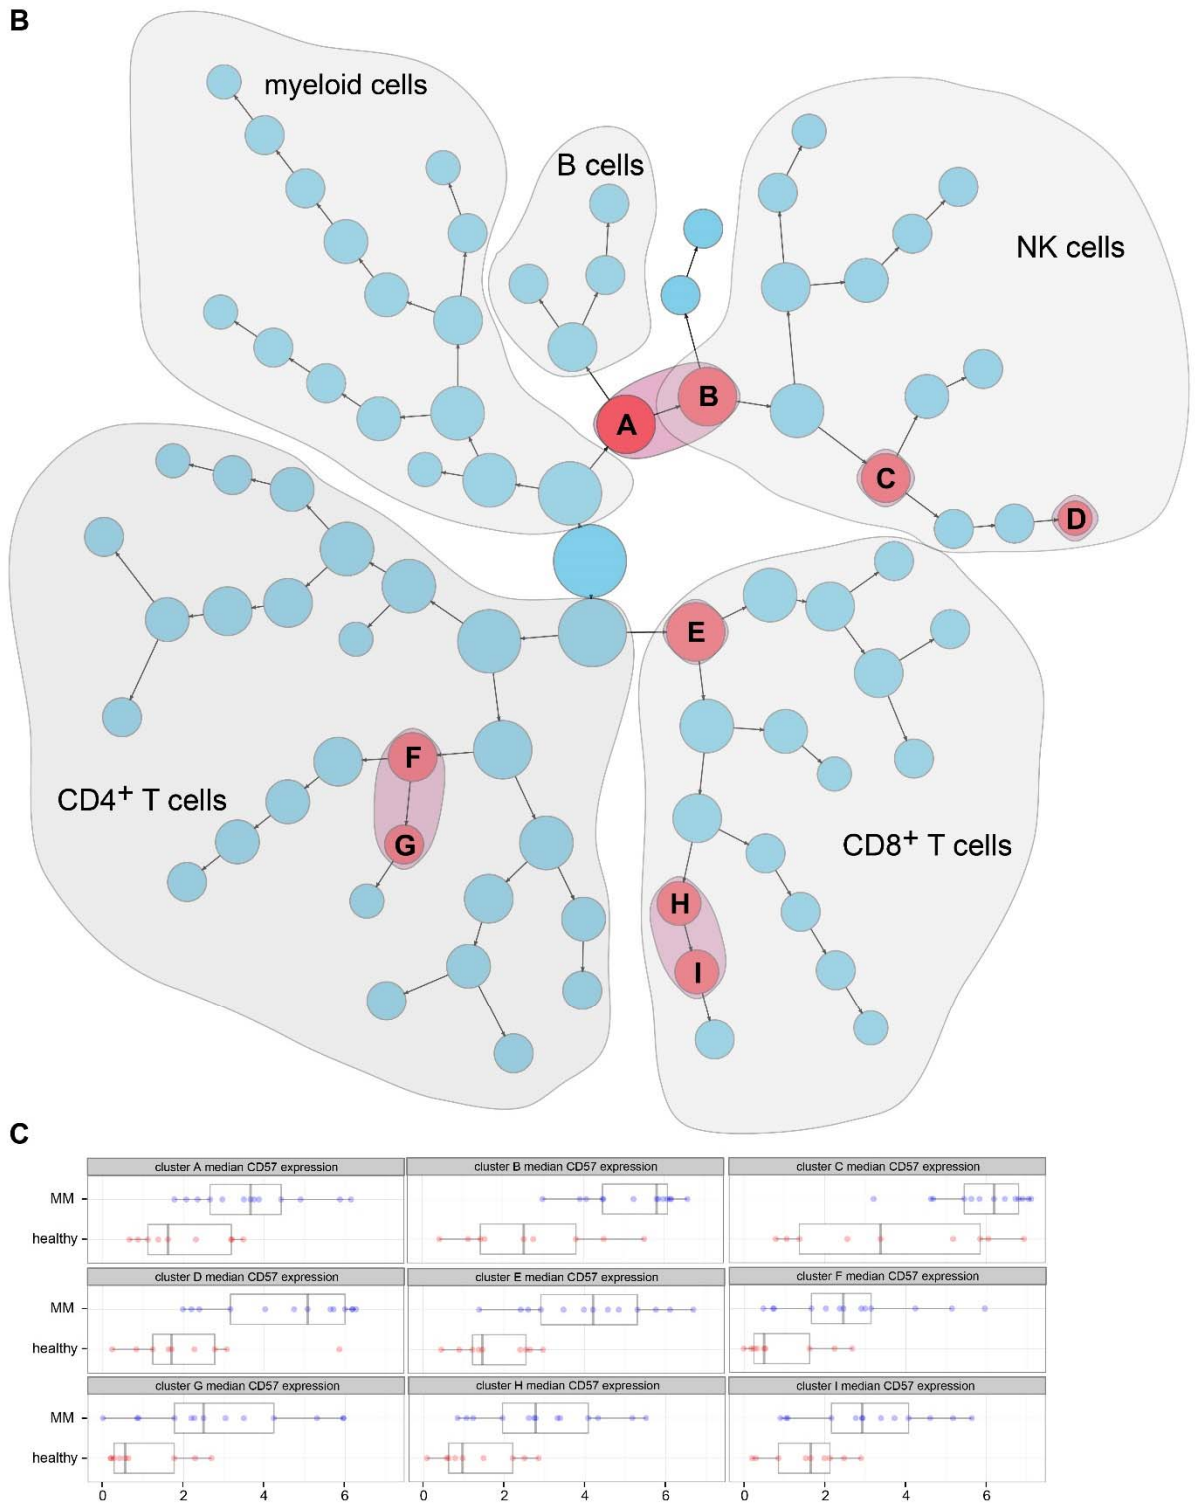 B
myeloid cells
B cells
NK cells
A
B
C
D
E
F
G
H
I
CD4+ T cells
CD8+ T cells
C
cluster A median CD57 expression
cluster B median CD57 expression
cluster C median CD57 expression
MM
healthy
cluster D median CD57 expression
cluster E median CD57 expression
cluster F median CD57 expression
MM
healthy
cluster G median CD57 expression
cluster H median CD57 expression
cluster I median CD57 expression
MM
healthy
0 2 4 6 0 2 4 6 0 2 4 6